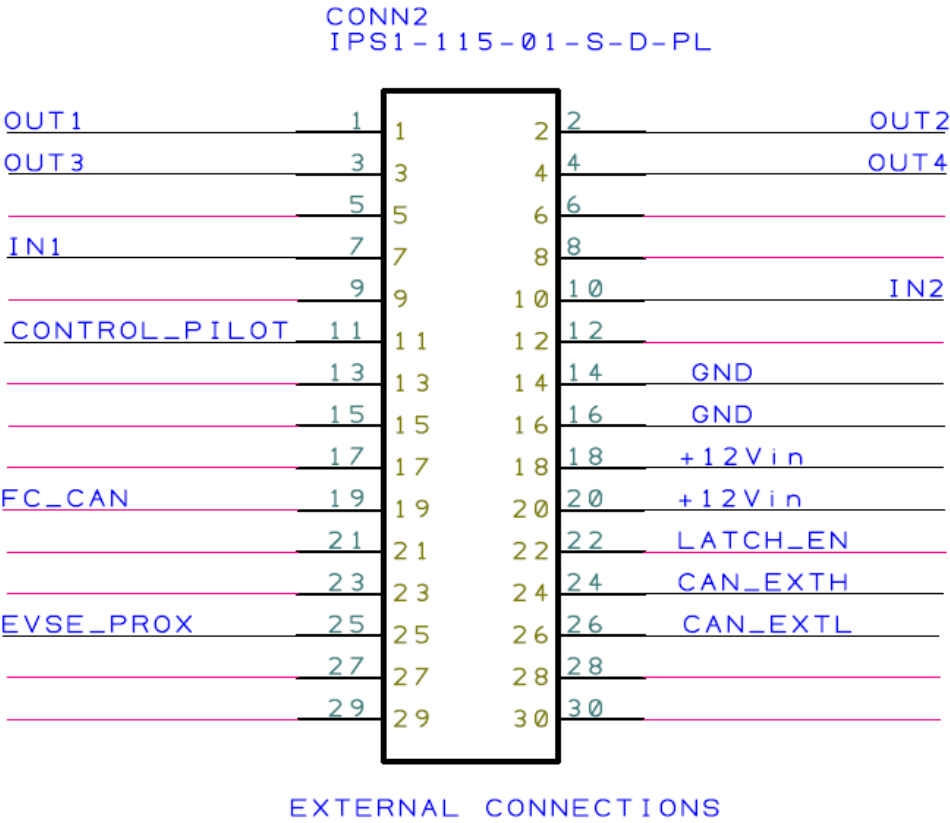 CONN2
IPS1-115-01-S-D-PL
OUT1 1 1 2 2 OUT2
OUT3 3 3 4 4 OUT4
5 5 6 6
IN1 7 7 8 8
9 9 10 10 IN2
CONTROL_PILOT 11 11 12 12
13 13 14 14 GND
15 15 16 16 GND
17 17 18 18 +12Vin
FC_CAN 19 19 20 20 +12Vin
21 21 22 22 LATCH_EN
23 23 24 24 CAN_EXTH
EVSE_PROX 25 25 26 26 CAN_EXTL
27 27 28 28
29 29 30 30
EXTERNAL CONNECTIONS